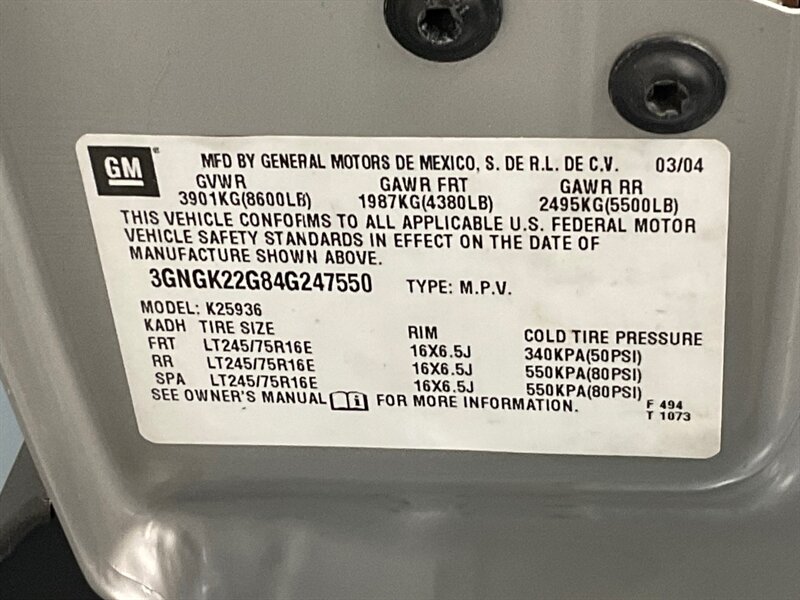 GM MFD BY GENERAL MOTORS DE MEXICO, S. DE R.L. DE C.V. 03/04
GVWR GAWR FRT GAWR RR
3901KG(8600LB) 1987KG(4380LB) 2495KG(5500LB)
THIS VEHICLE CONFORMS TO ALL APPLICABLE U.S. FEDERAL MOTOR
VEHICLE SAFETY STANDARDS IN EFFECT ON THE DATE OF
MANUFACTURE SHOWN ABOVE.
3GNGK22G84G247550 TYPE: M.P.V.
MODEL: K25936
KADH TIRE SIZE RIM COLD TIRE PRESSURE
FRT LT245/75R16E 16X6.5J 340KPA(50PSI)
RR LT245/75R16E 16X6.5J 550KPA(80PSI)
SPA LT245/75R16E 16X6.5J 550KPA(80PSI)
SEE OWNER'S MANUAL i FOR MORE INFORMATION. F 494
T 1073